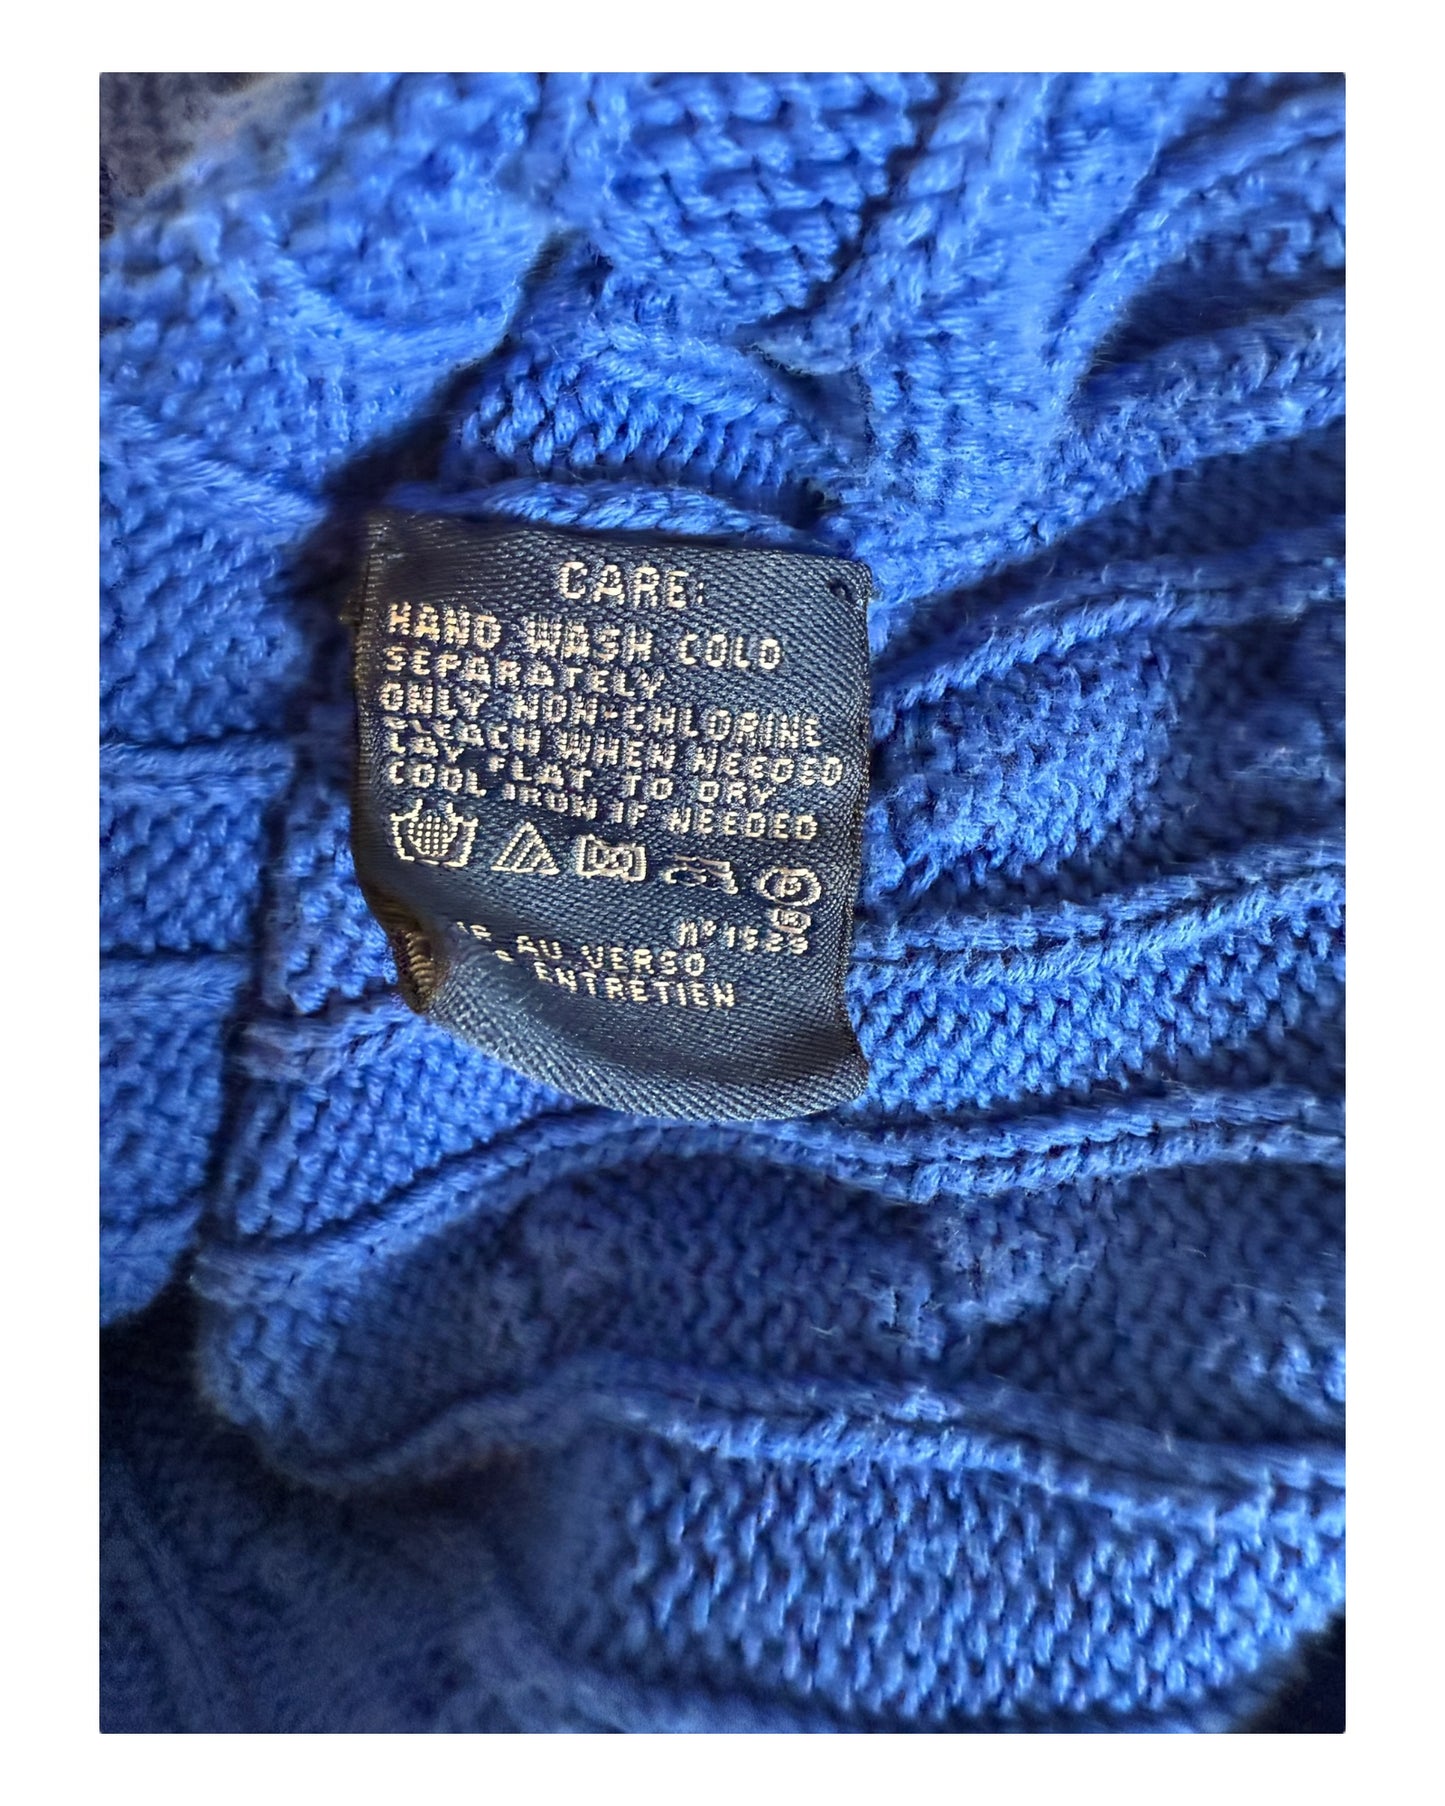 CARE:
HAND WASH COLD
SEPARATELY
ONLY NON-CHLORINE
BLEACH WHEN NEEDED
LAY FLAT TO DRY
COOL IRON IF NEEDED
P
AU VERSO
ENTRETIEN